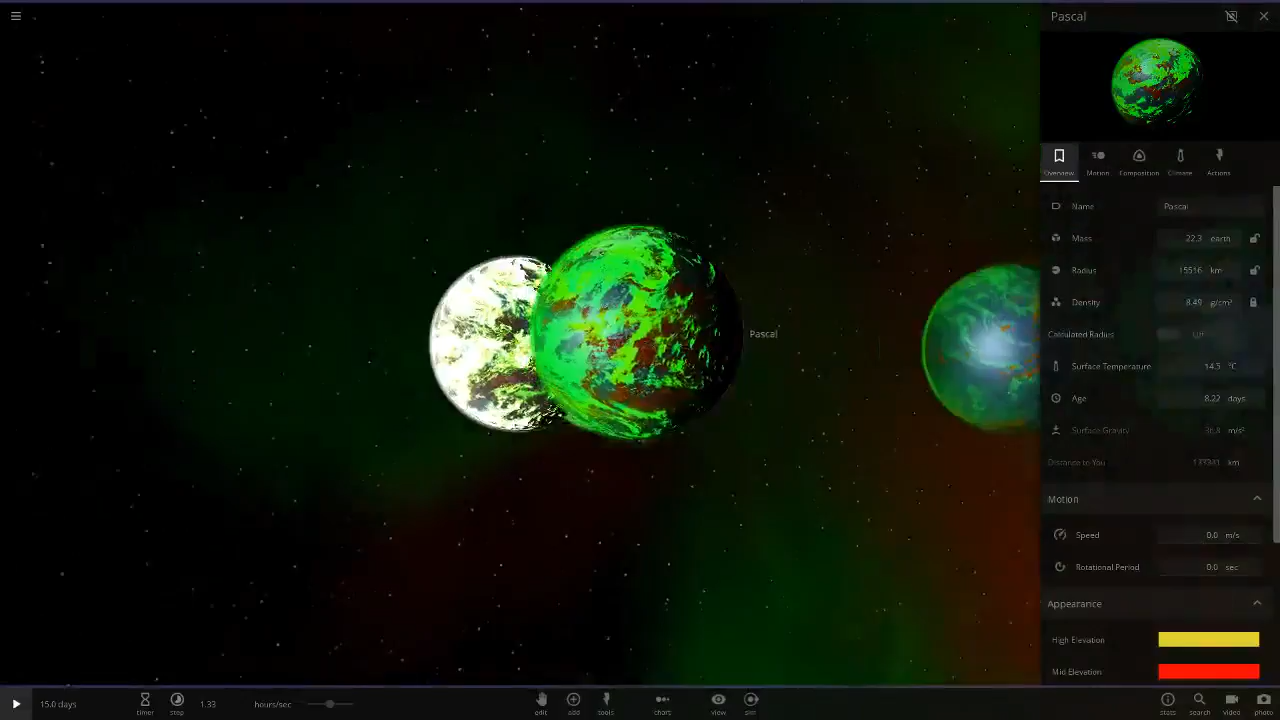 Pascal
Overview Motion Composition Climate Actions
Name Pascal
Mass 22.3 earth
Radius 15516 km
Density 8.49 g/cm³
Calculated Radius Off
Surface Temperature 14.5 °C
Age 8.22 days
Surface Gravity m/s²
Distance to You km
Motion
Speed 0.0 m/s
Rotational Period 0.0 sec
Appearance
High Elevation
Mid Elevation
Pascal
15.0 days timer step 1.33 hours/sec edit add tools chart view stats search video photo